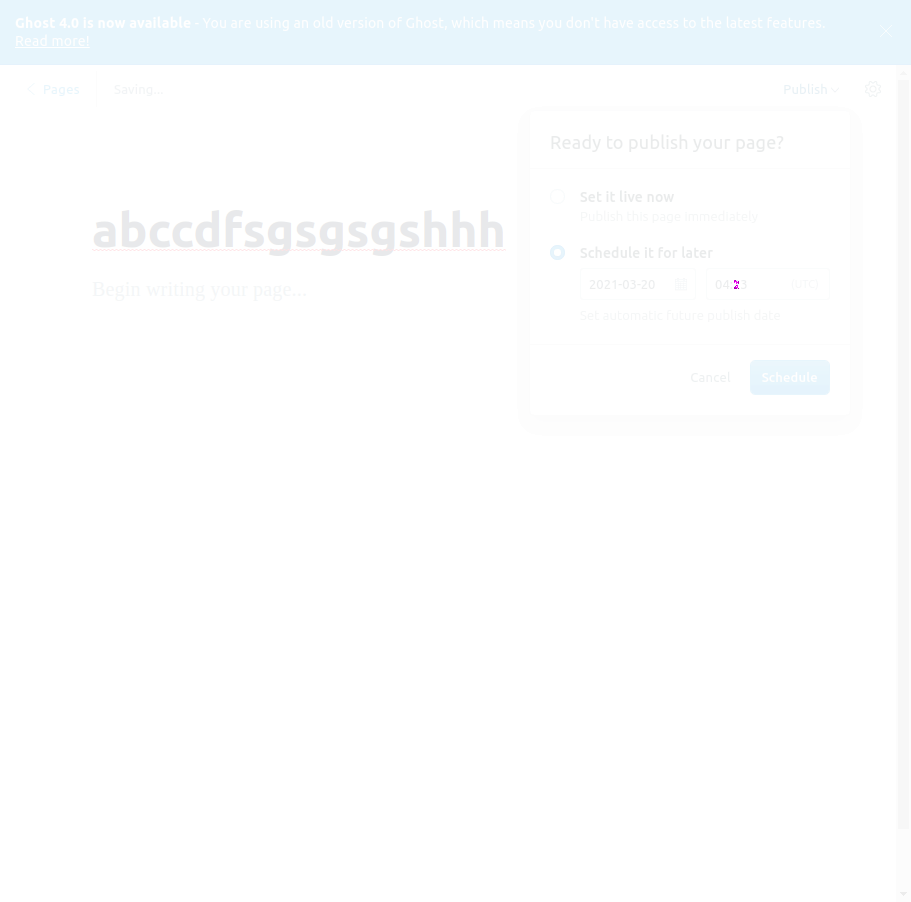 Ghost 4.0 is now available - You are using an old version of Ghost, which means you don't have access to the latest features.
Read more!
Pages
Saving...
Publish
Ready to publish your page?
Set it live now
Publish this page immediately
abccdfsgsgsgshhh
Schedule it for later
Begin writing your page...
2021-03-20
(UTC)
Set automatic future publish date
Cancel
Schedule